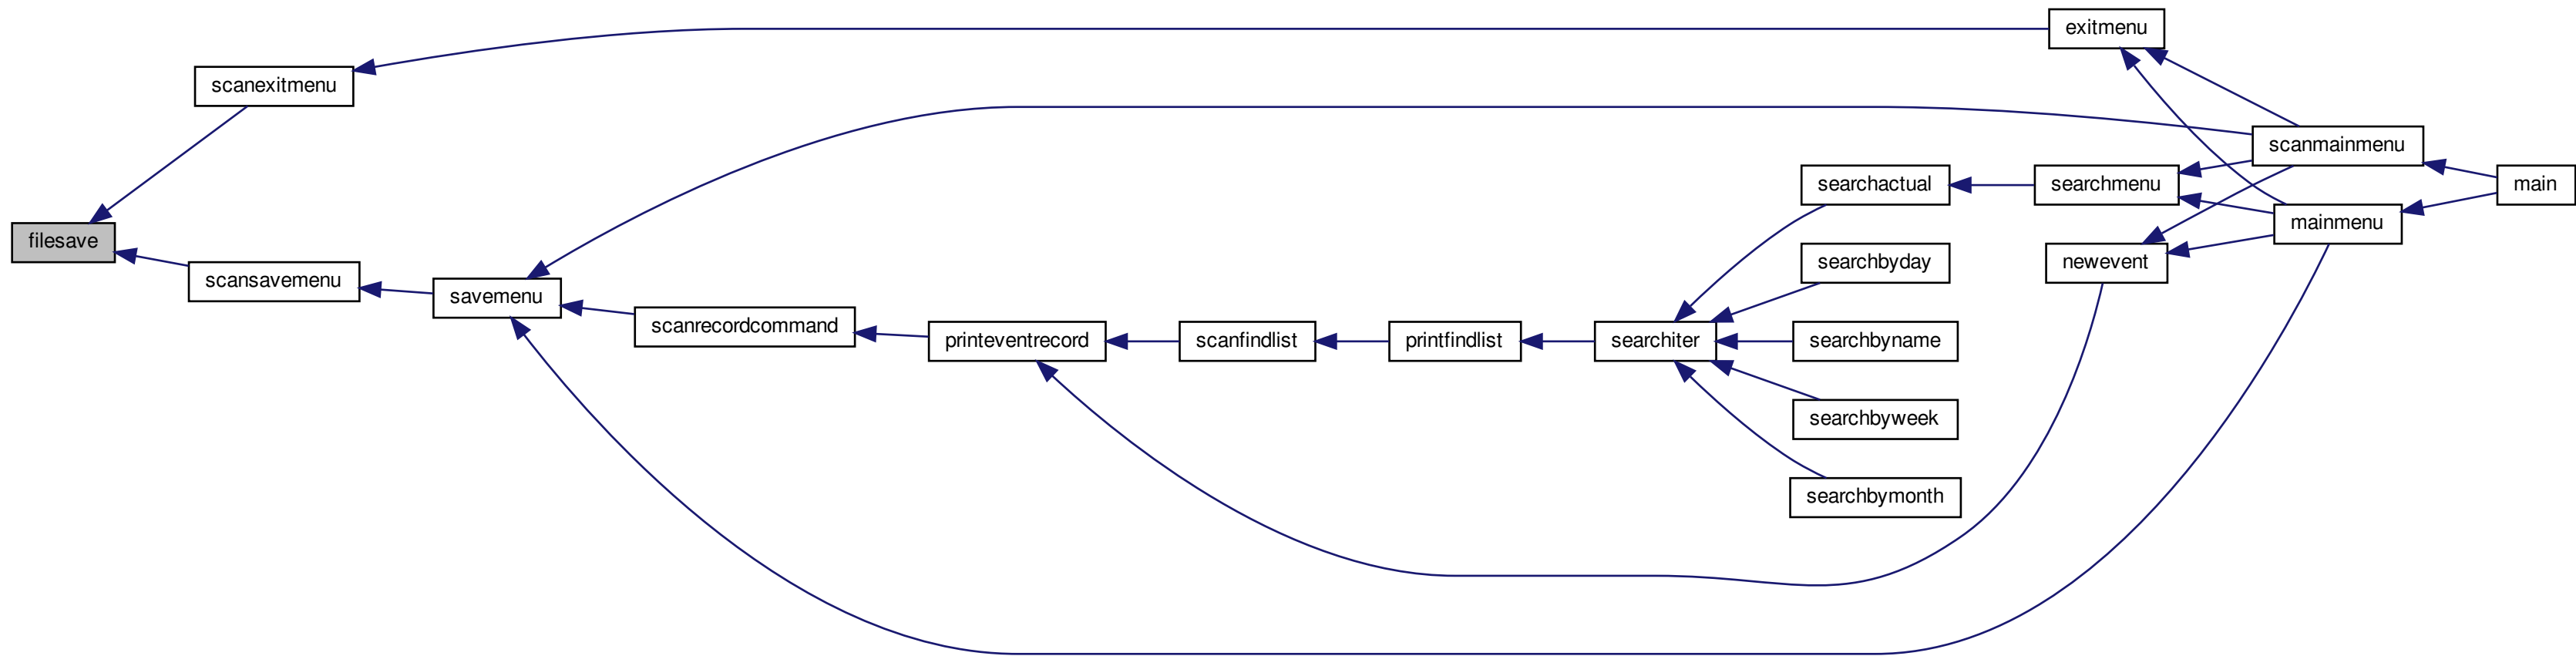 exitmenu
scanexitmenu
scanmainmenu
searchactual
searchmenu
main
mainmenu
filesave
newevent
searchbyday
scansavemenu
savemenu
scanrecordcommand
printeventrecord
scanfindlist
printfindlist
searchiter
searchbyname
searchbyweek
searchbymonth